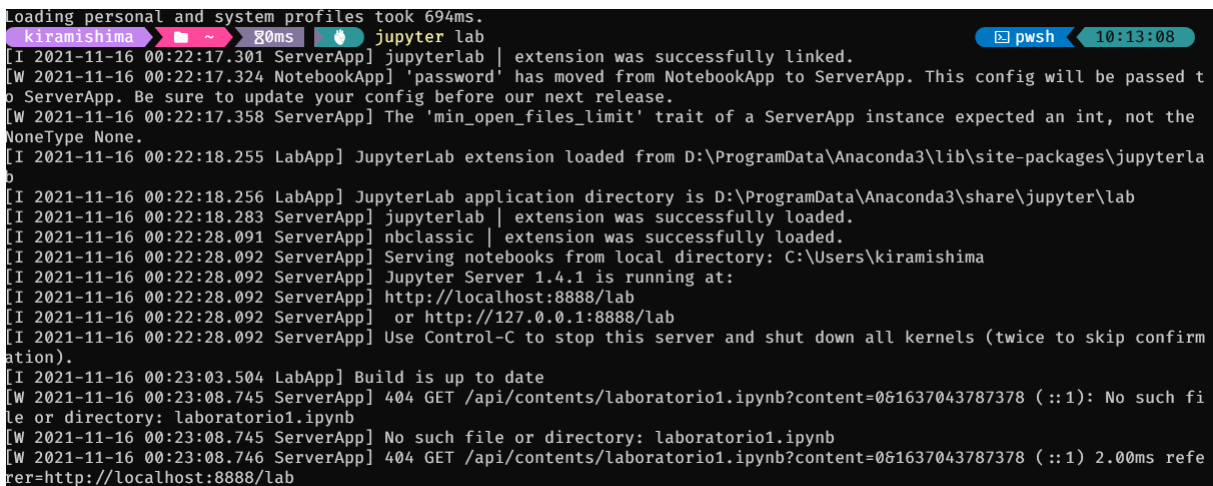 Loading personal and system profiles took 694ms.
kiramishima ~ 0ms jupyter lab pwsh 10:13:08
[I 2021-11-16 00:22:17.301 ServerApp] jupyterlab | extension was successfully linked.
[W 2021-11-16 00:22:17.324 NotebookApp] 'password' has moved from NotebookApp to ServerApp. This config will be passed t
o ServerApp. Be sure to update your config before our next release.
[W 2021-11-16 00:22:17.358 ServerApp] The 'min_open_files_limit' trait of a ServerApp instance expected an int, not the
NoneType None.
[I 2021-11-16 00:22:18.255 LabApp] JupyterLab extension loaded from D:\ProgramData\Anaconda3\lib\site-packages\jupyterla
b
[I 2021-11-16 00:22:18.256 LabApp] JupyterLab application directory is D:\ProgramData\Anaconda3\share\jupyter\lab
[I 2021-11-16 00:22:18.283 ServerApp] jupyterlab | extension was successfully loaded.
[I 2021-11-16 00:22:28.091 ServerApp] nbclassic | extension was successfully loaded.
[I 2021-11-16 00:22:28.092 ServerApp] Serving notebooks from local directory: C:\Users\kiramishima
[I 2021-11-16 00:22:28.092 ServerApp] Jupyter Server 1.4.1 is running at:
[I 2021-11-16 00:22:28.092 ServerApp] http://localhost:8888/lab
[I 2021-11-16 00:22:28.092 ServerApp]  or http://127.0.0.1:8888/lab
[I 2021-11-16 00:22:28.092 ServerApp] Use Control-C to stop this server and shut down all kernels (twice to skip confirm
ation).
[I 2021-11-16 00:23:03.504 LabApp] Build is up to date
[W 2021-11-16 00:23:08.745 ServerApp] 404 GET /api/contents/laboratorio1.ipynb?content=0&1637043787378 (::1): No such fi
le or directory: laboratorio1.ipynb
[W 2021-11-16 00:23:08.745 ServerApp] No such file or directory: laboratorio1.ipynb
[W 2021-11-16 00:23:08.746 ServerApp] 404 GET /api/contents/laboratorio1.ipynb?content=0&1637043787378 (::1) 2.00ms refe
rer=http://localhost:8888/lab